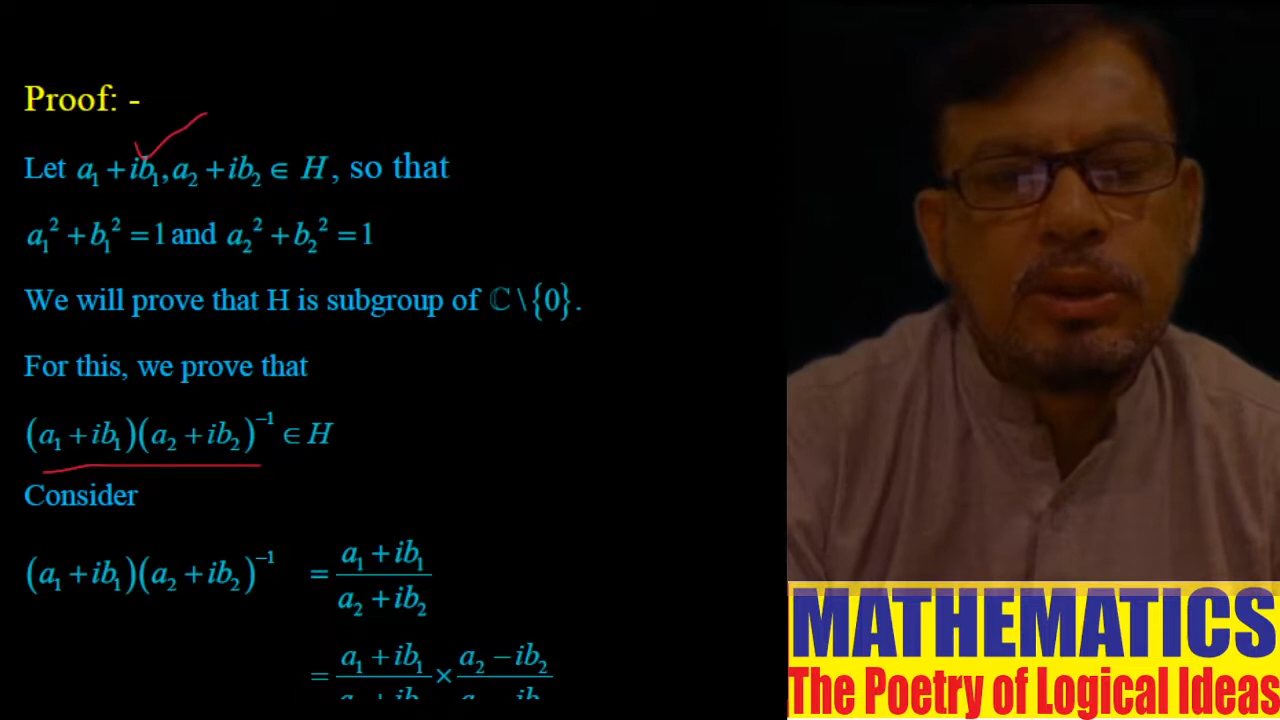 Proof: -
Let a₁ + ib₁, a₂ + ib₂ ∈ H, so that
a₁² + b₁² = 1 and a₂² + b₂² = 1
We will prove that H is subgroup of ℂ \ {0}.
For this, we prove that
(a₁ + ib₁)(a₂ + ib₂)⁻¹ ∈ H
Consider
(a₁ + ib₁)(a₂ + ib₂)⁻¹ = (a₁ + ib₁)/(a₂ + ib₂)
= (a₁ + ib₁)/ × (a₂ − ib₂)/
MATHEMATICS
The Poetry of Logical Ideas